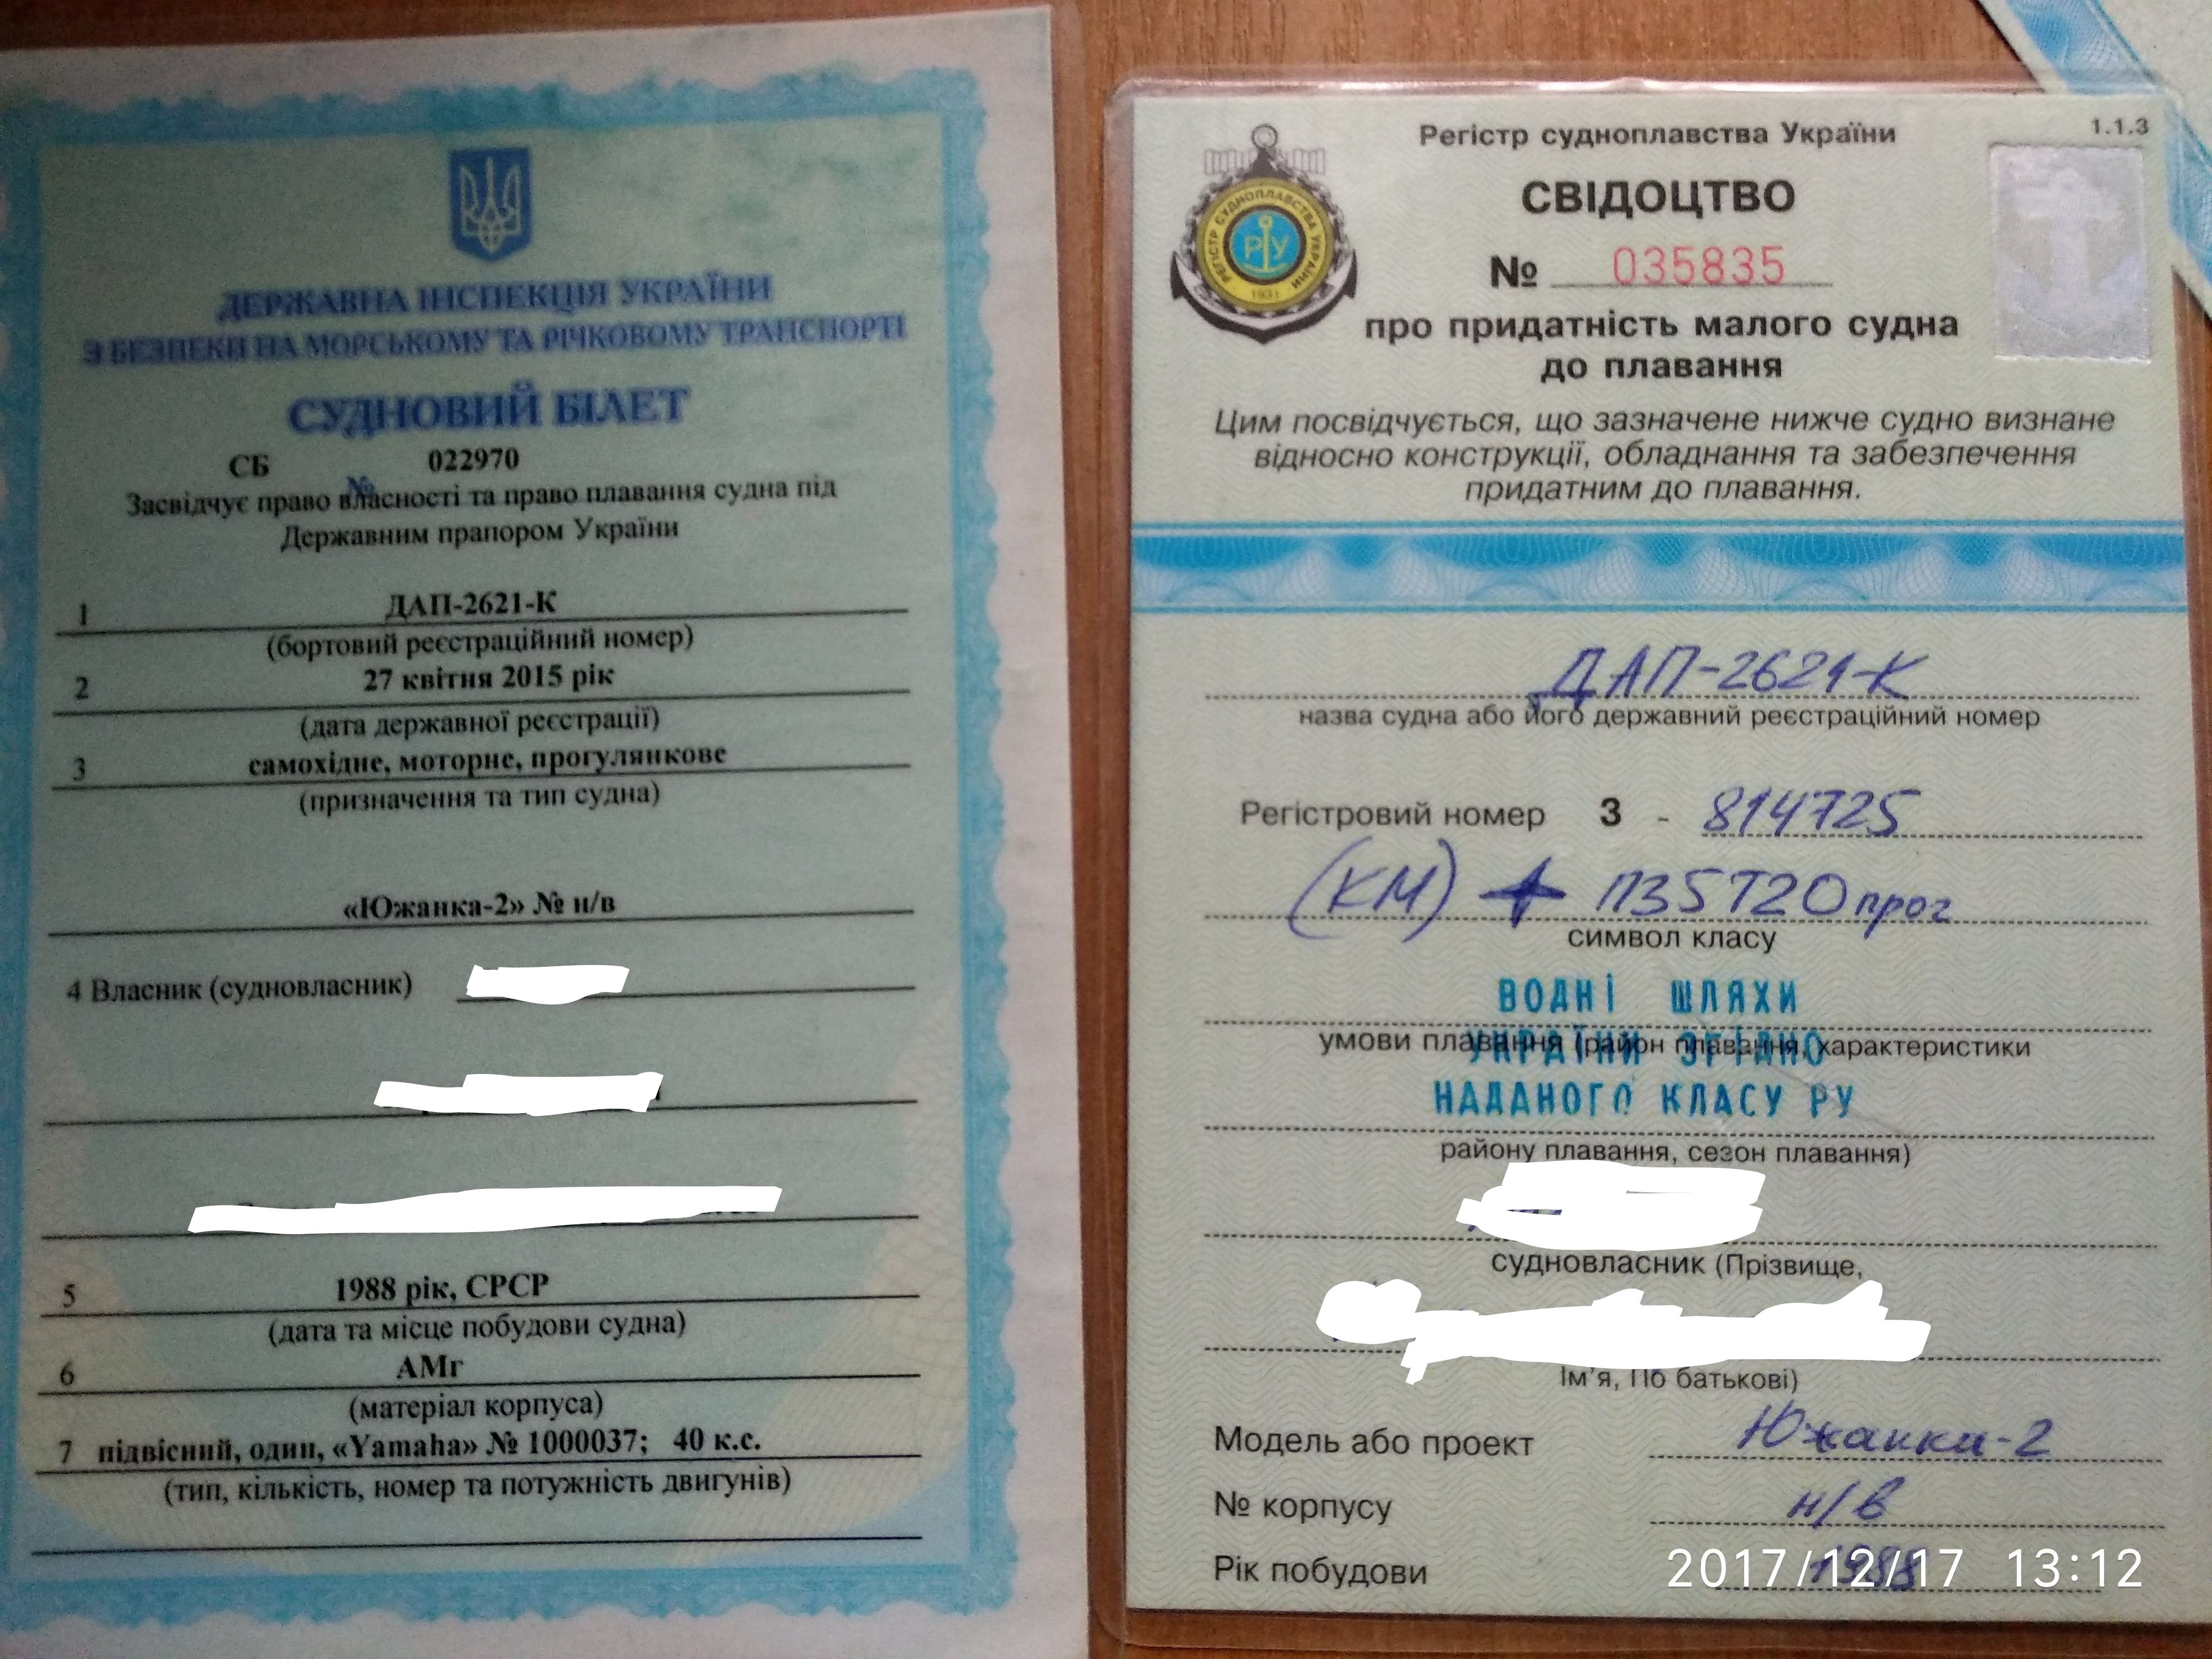 ДЕРЖАВНА ІНСПЕКЦІЯ УКРАЇНИ
З БЕЗПЕКИ НА МОРСЬКОМУ ТА РІЧКОВОМУ ТРАНСПОРТІ
СУДНОВИЙ БІЛЕТ
СБ № 022970
Засвідчує право власності та право плавання судна під
Державним прапором України
1 ДАП-2621-К
(бортовий реєстраційний номер)
2 27 квітня 2015 рік
(дата державної реєстрації)
3 самохідне, моторне, прогулянкове
(призначення та тип судна)
«Южанка-2» № н/в
4 Власник (судновласник)
5 1988 рік, СРСР
(дата та місце побудови судна)
6 АМг
(матеріал корпуса)
7 підвісний, один, «Yamaha» № 1000037; 40 к.с.
(тип, кількість, номер та потужність двигунів)
Регістр судноплавства України
1.1.3
РЕГІСТР СУДНОПЛАВСТВА УКРАЇНИ
РУ
СВІДОЦТВО
№ 035835
про придатність малого судна
до плавання
Цим посвідчується, що зазначене нижче судно визнане
відносно конструкції, обладнання та забезпечення
придатним до плавання.
ДАП-2621-К
назва судна або його державний реєстраційний номер
Регістровий номер 3 - 814725
(КМ) П35Т20прог
символ класу
ВОДНІ ШЛЯХИ
умови плавання (район плавання, характеристики
УКРАЇНИ ЗГІДНО
НАДАНОГО КЛАСУ РУ
району плавання, сезон плавання)
судновласник (Прізвище,
Ім'я, По батькові)
Модель або проект Южанка-2
№ корпусу н/в
Рік побудови 1988
2017/12/17 13:12